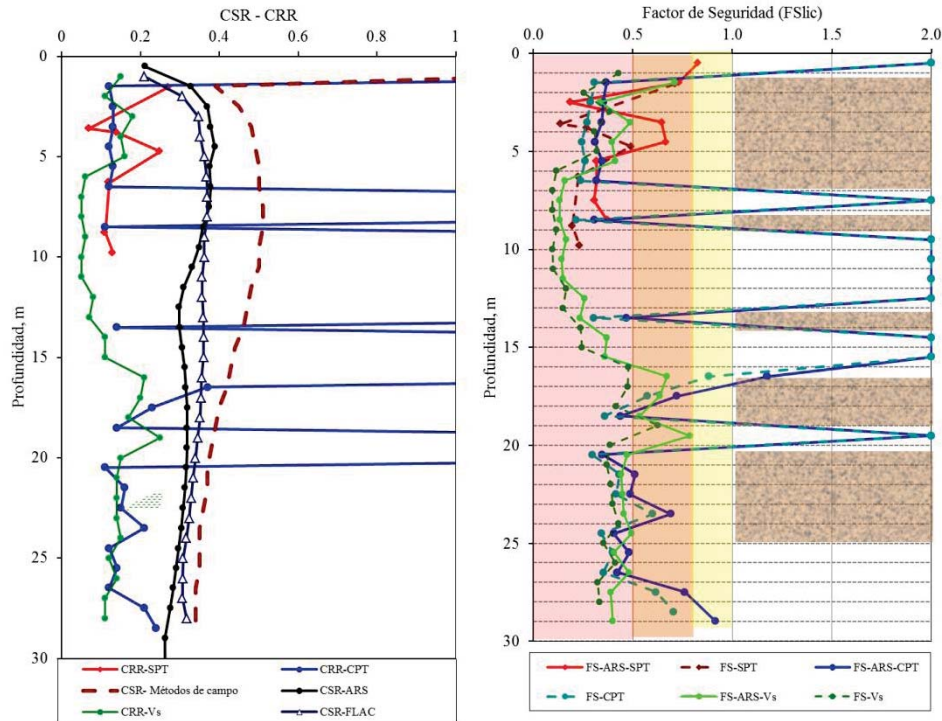 CSR - CRR
0 0.2 0.4 0.6 0.8 1
0
5
10
15
20
25
30
Profundidad, m
CRR-SPT CRR-CPT
CSR- Métodos de campo CSR-ARS
CRR-Vs CSR-FLAC
Factor de Seguridad (FSlic)
0.0 0.5 1.0 1.5 2.0
0
5
10
15
20
25
30
Profundidad, m
FS-ARS-SPT FS-SPT FS-ARS-CPT
FS-CPT FS-ARS-Vs FS-Vs